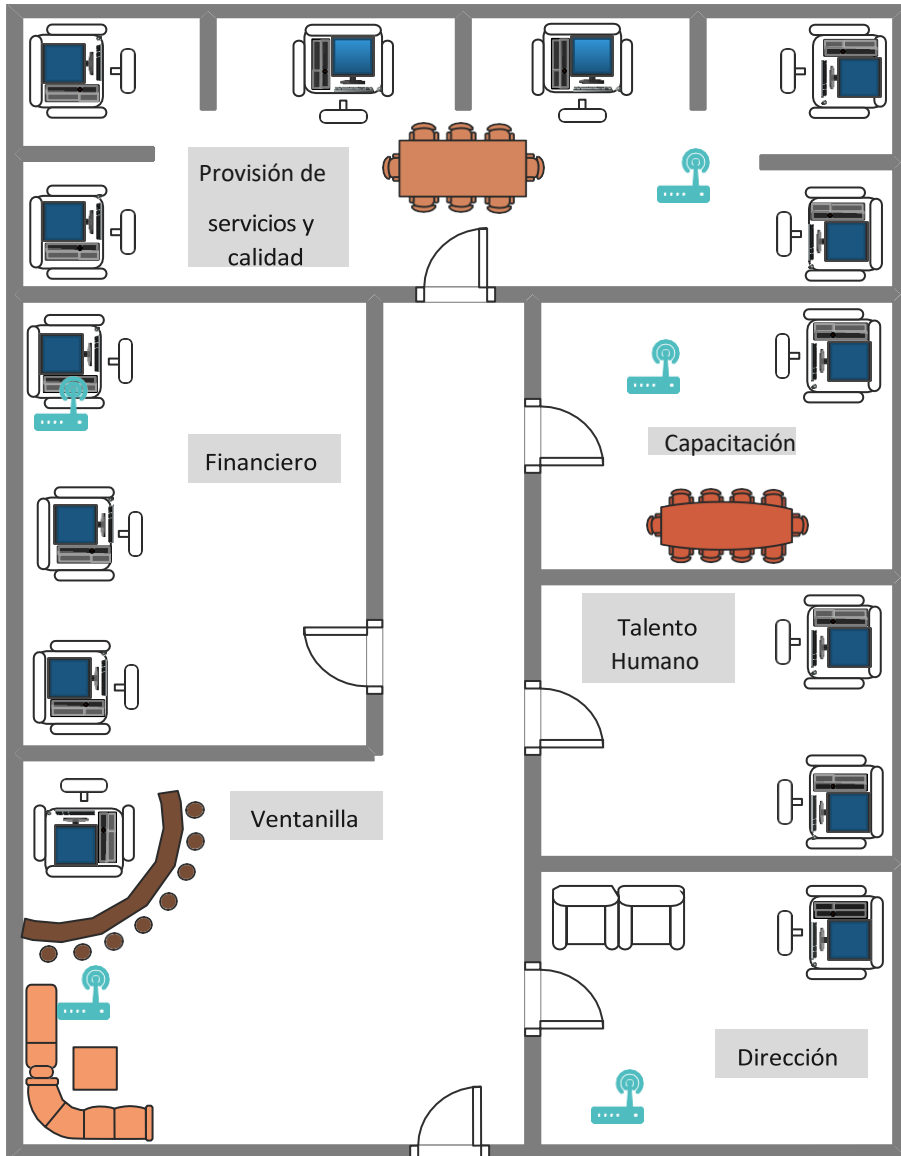 Provisión de
servicios y
calidad
Financiero
Capacitación
Talento
Humano
Ventanilla
Dirección